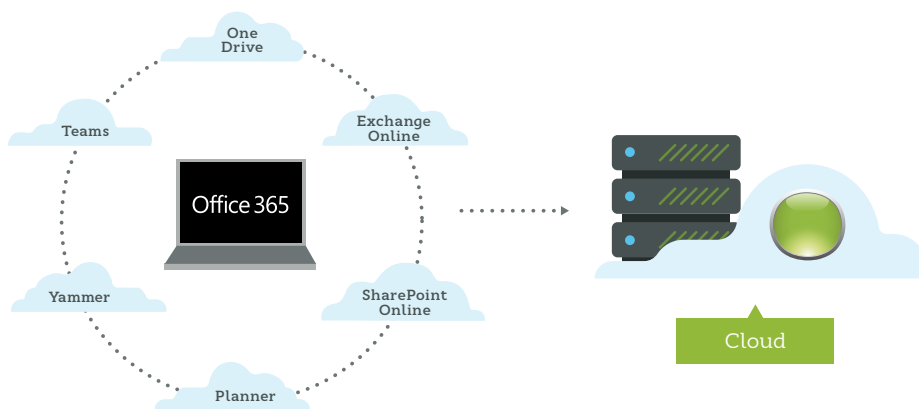 One
Drive
Teams
Exchange
Online
Office 365
Yammer
SharePoint
Online
Cloud
Planner